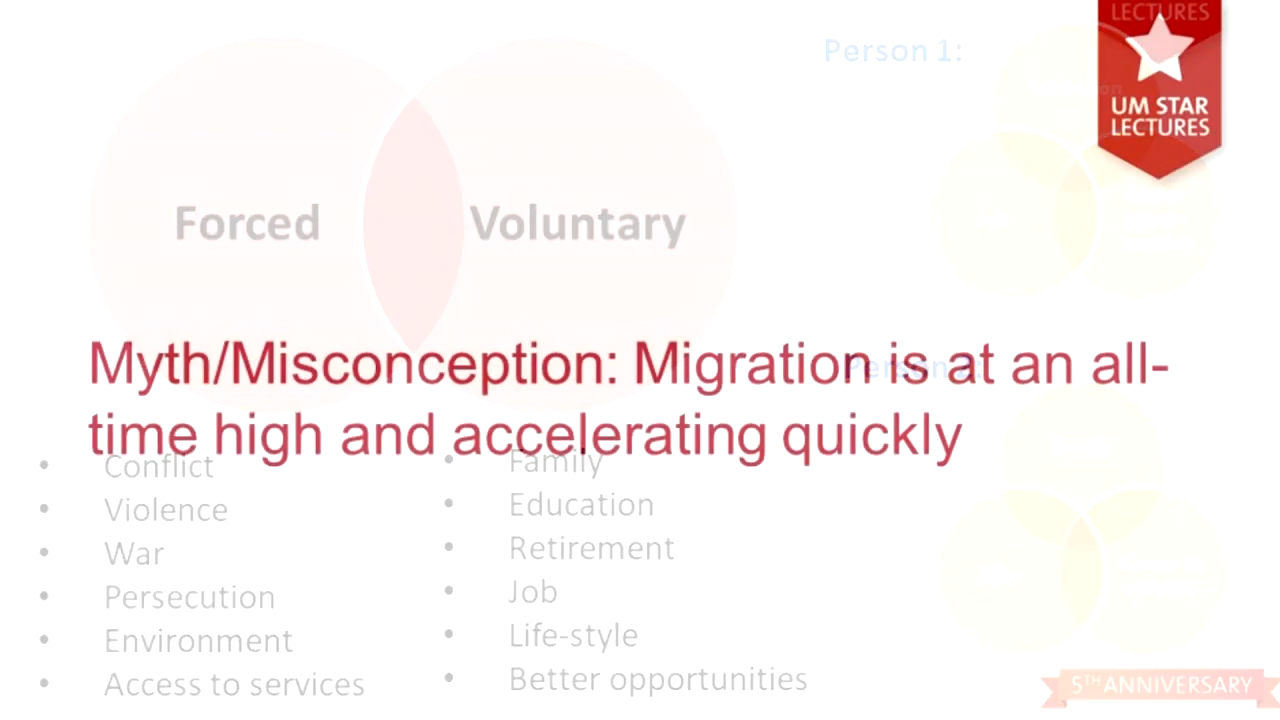 LECTURES
Person 1:
UM STAR
LECTURES
Forced
Voluntary
Myth/Misconception: Migration is at an all-
time high and accelerating quickly
Conflict
Violence
War
Persecution
Environment
Access to services
Family
Education
Retirement
Job
Life-style
Better opportunities
5TH ANNIVERSARY